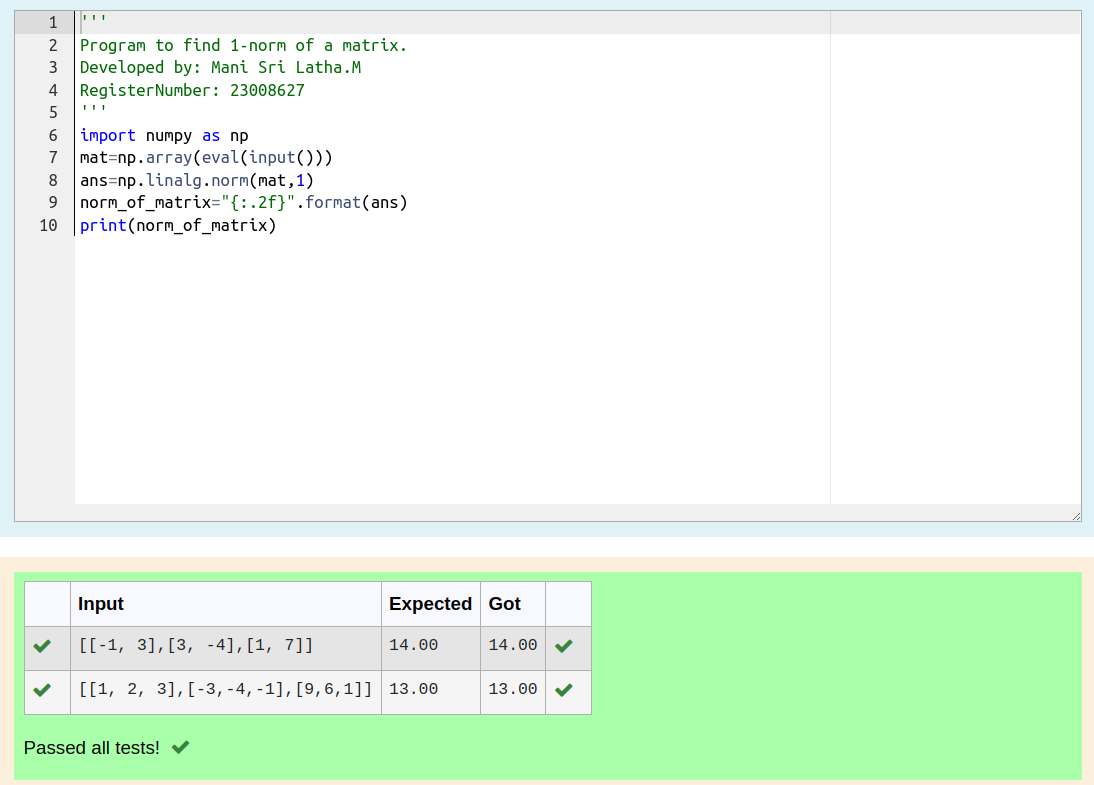 1 '''
2 Program to find 1-norm of a matrix.
3 Developed by: Mani Sri Latha.M
4 RegisterNumber: 23008627
5 '''
6 import numpy as np
7 mat=np.array(eval(input()))
8 ans=np.linalg.norm(mat,1)
9 norm_of_matrix="{:.2f}".format(ans)
10 print(norm_of_matrix)
Input Expected Got
[[-1, 3],[3, -4],[1, 7]] 14.00 14.00
[[1, 2, 3],[-3,-4,-1],[9,6,1]] 13.00 13.00
Passed all tests!